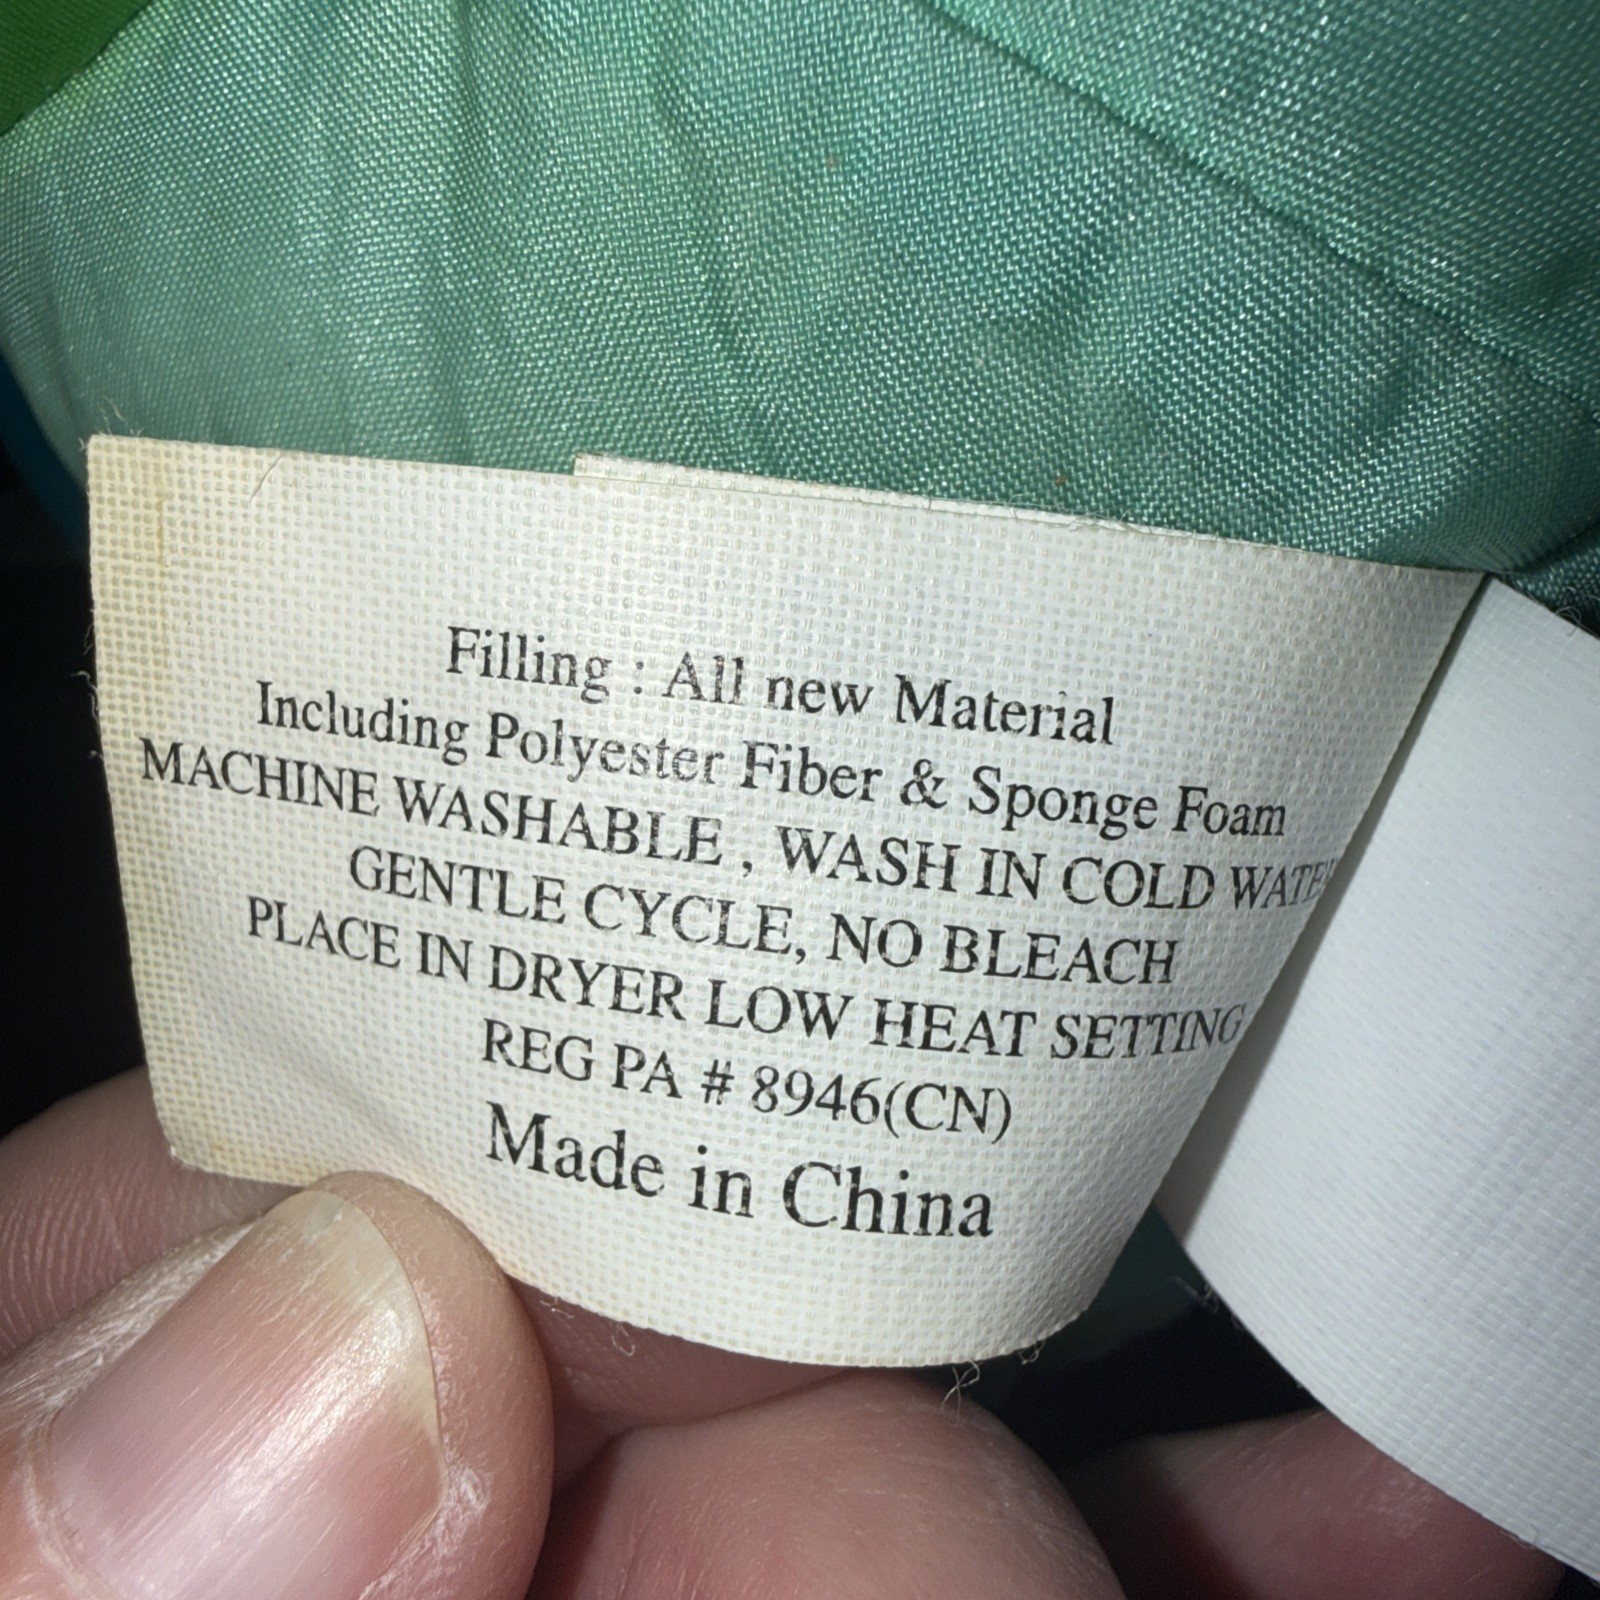 Filling : All new Material
Including Polyester Fiber & Sponge Foam
MACHINE WASHABLE , WASH IN COLD WATER
GENTLE CYCLE, NO BLEACH
PLACE IN DRYER LOW HEAT SETTING
REG PA # 8946(CN)
Made in China